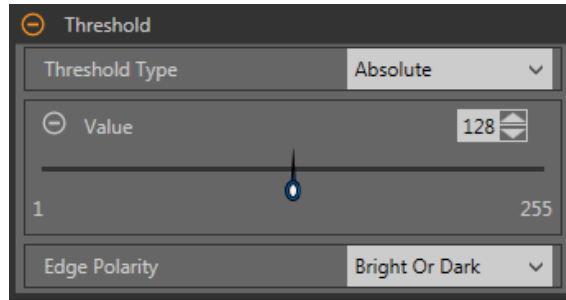 Threshold
Threshold Type Absolute
Value 128
1 255
Edge Polarity Bright Or Dark